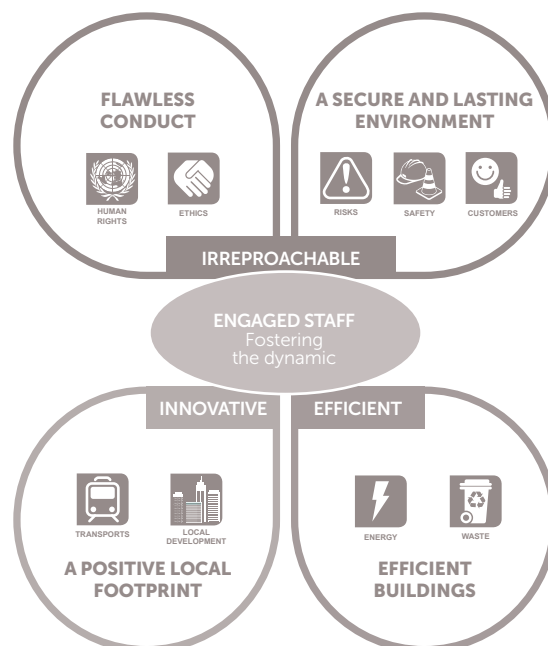 FLAWLESS
CONDUCT
HUMAN
RIGHTS
ETHICS
A SECURE AND LASTING
ENVIRONMENT
RISKS
SAFETY
CUSTOMERS
IRREPROACHABLE
ENGAGED STAFF
Fostering
the dynamic
INNOVATIVE
EFFICIENT
TRANSPORTS
LOCAL
DEVELOPMENT
A POSITIVE LOCAL
FOOTPRINT
ENERGY
WASTE
EFFICIENT
BUILDINGS